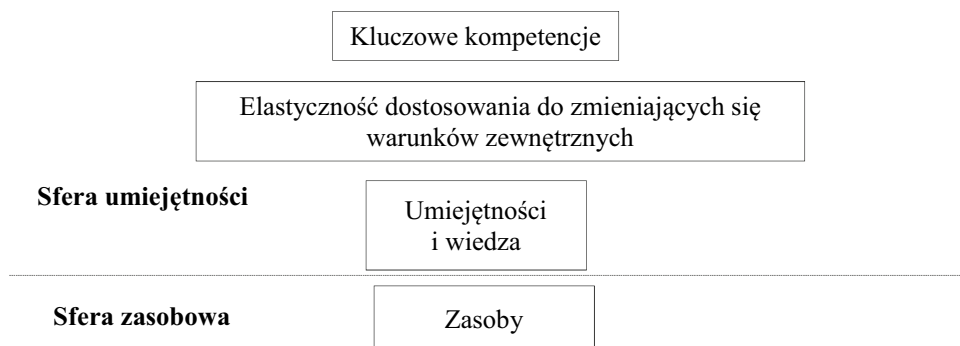 Kluczowe kompetencje
Elastyczność dostosowania do zmieniających się
warunków zewnętrznych
Sfera umiejętności
Umiejętności
i wiedza
Sfera zasobowa
Zasoby